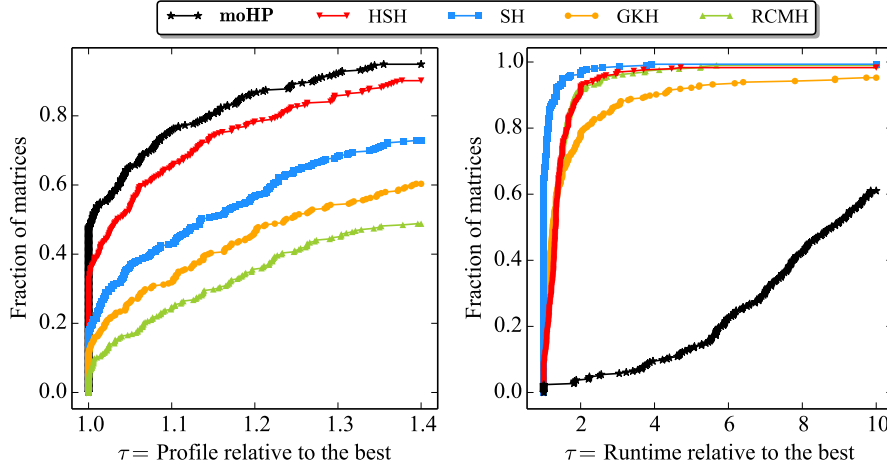 moHP HSH SH GKH RCMH
Fraction of matrices
0.8
0.6
0.4
0.2
0.0
1.0 1.1 1.2 1.3 1.4
τ = Profile relative to the best
Fraction of matrices
1.0
0.8
0.6
0.4
0.2
0.0
2 4 6 8 10
τ = Runtime relative to the best